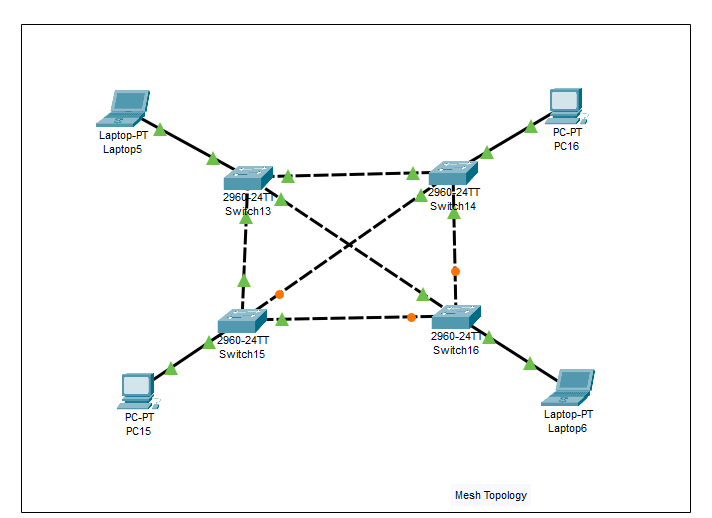 Laptop-PT
Laptop5
PC-PT
PC16
2960-24TT
Switch13
2960-24TT
Switch14
2960-24TT
Switch15
2960-24TT
Switch16
PC-PT
PC15
Laptop-PT
Laptop6
Mesh Topology